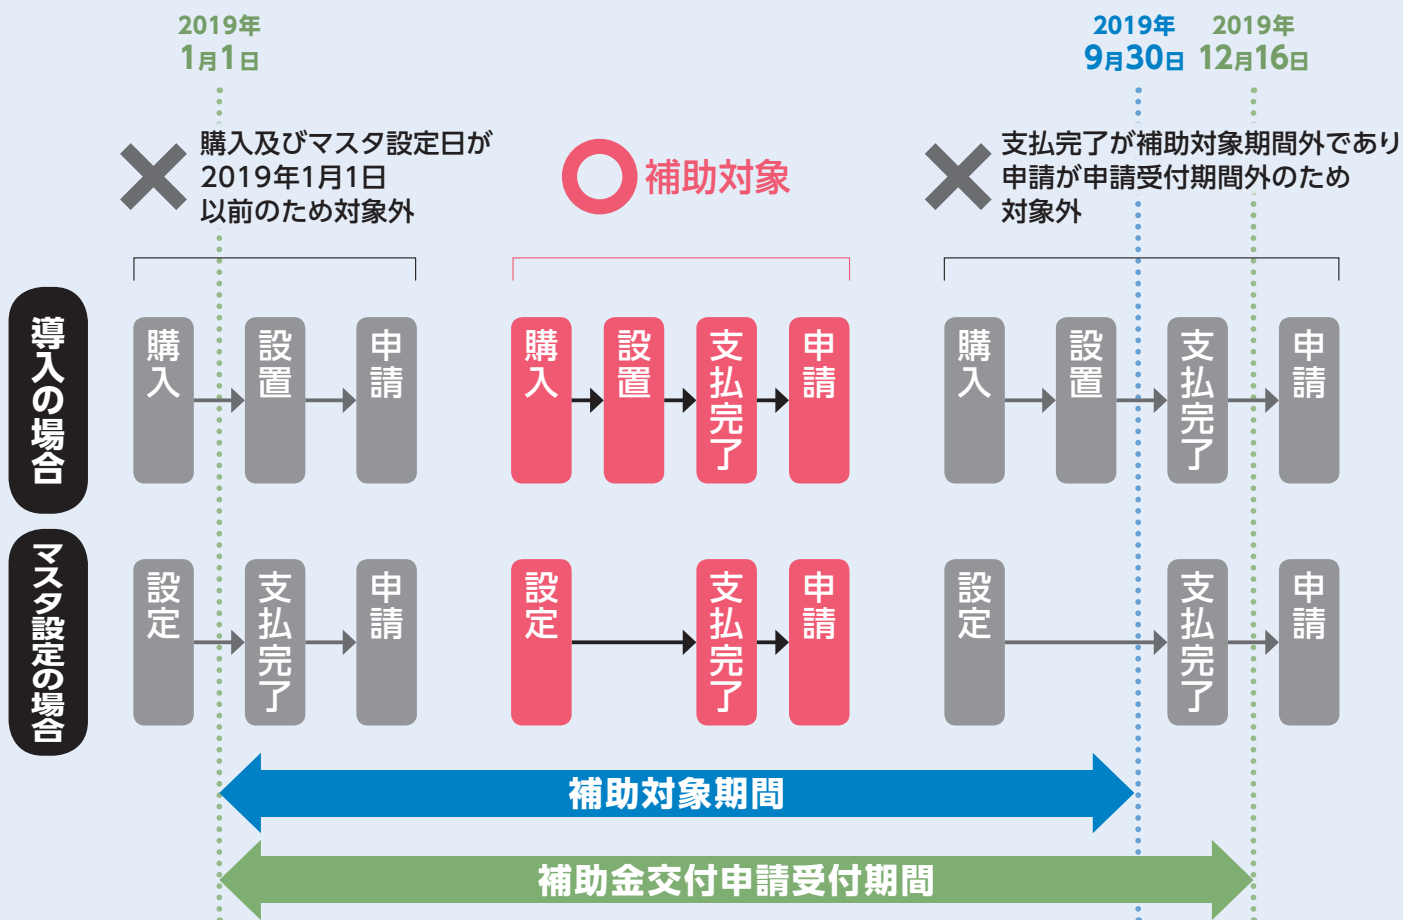 2019年
1月1日
2019年
9月30日
2019年
12月16日
購入及びマスタ設定日が
2019年1月1日
以前のため対象外
補助対象
支払完了が補助対象期間外であり
申請が申請受付期間外のため
対象外
導入の場合
購入
設置
申請
購入
設置
支払完了
申請
購入
設置
支払完了
申請
マスタ設定の場合
設定
支払完了
申請
設定
支払完了
申請
設定
支払完了
申請
補助対象期間
補助金交付申請受付期間